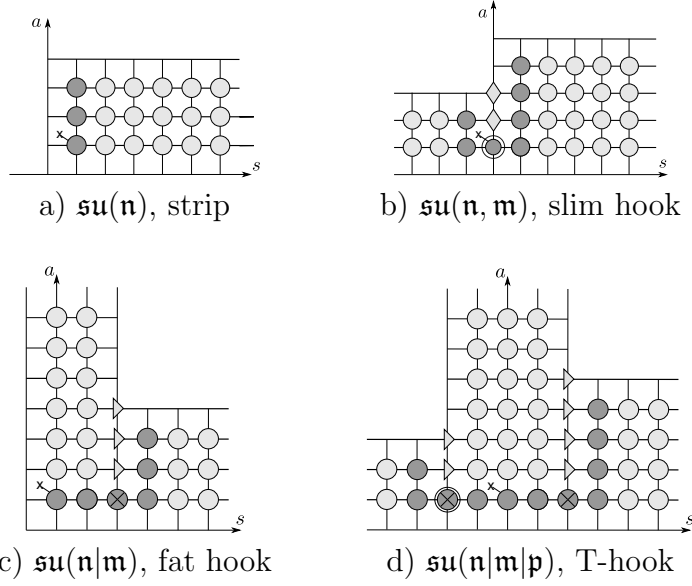 a
a
x
x
s
s
a) 𝔰𝔲(𝔫), strip
b) 𝔰𝔲(𝔫, 𝔪), slim hook
a
a
x
x
s
s
c) 𝔰𝔲(𝔫|𝔪), fat hook
d) 𝔰𝔲(𝔫|𝔪|𝔭), T-hook